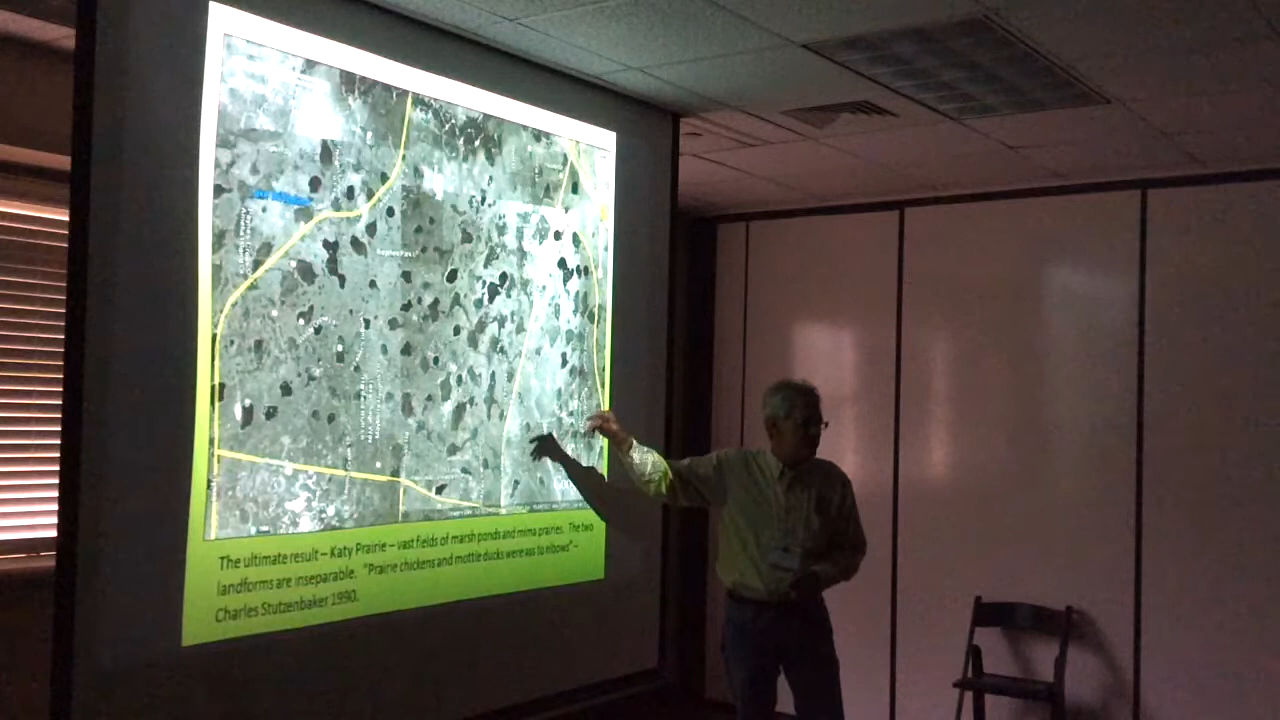 The ultimate result – Katy Prairie – vast fields of marsh ponds and mima prairies. The two
landforms are inseparable. "Prairie chickens and mottle ducks were ass to elbows" –
Charles Stutzenbaker 1990.